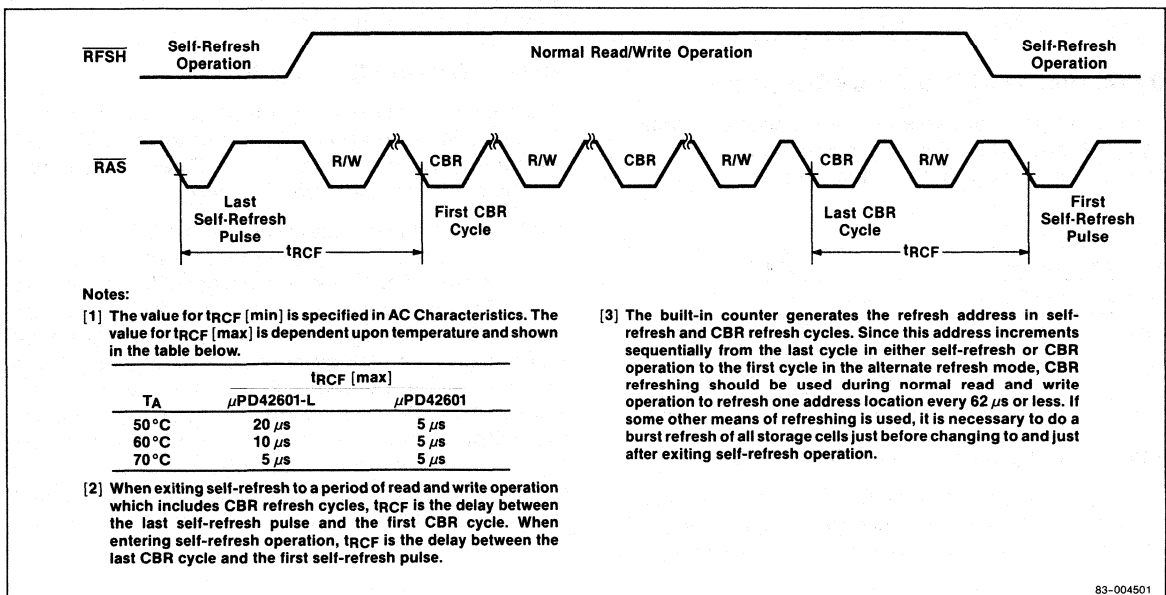 RFSH
Self-Refresh
Operation
Normal Read/Write Operation
Self-Refresh
Operation
RAS
R/W
CBR
R/W
CBR
R/W
CBR
R/W
Last
Self-Refresh
Pulse
First CBR
Cycle
Last CBR
Cycle
First
Self-Refresh
Pulse
tRCF
tRCF
Notes:
[1] The value for tRCF [min] is specified in AC Characteristics. The
value for tRCF [max] is dependent upon temperature and shown
in the table below.
tRCF [max]
TA μPD42601-L μPD42601
50°C 20 μs 5 μs
60°C 10 μs 5 μs
70°C 5 μs 5 μs
[2] When exiting self-refresh to a period of read and write operation
which includes CBR refresh cycles, tRCF is the delay between
the last self-refresh pulse and the first CBR cycle. When
entering self-refresh operation, tRCF is the delay between the
last CBR cycle and the first self-refresh pulse.
[3] The built-in counter generates the refresh address in self-
refresh and CBR refresh cycles. Since this address increments
sequentially from the last cycle in either self-refresh or CBR
operation to the first cycle in the alternate refresh mode, CBR
refreshing should be used during normal read and write
operation to refresh one address location every 62 μs or less. If
some other means of refreshing is used, it is necessary to do a
burst refresh of all storage cells just before changing to and just
after exiting self-refresh operation.
83-004501